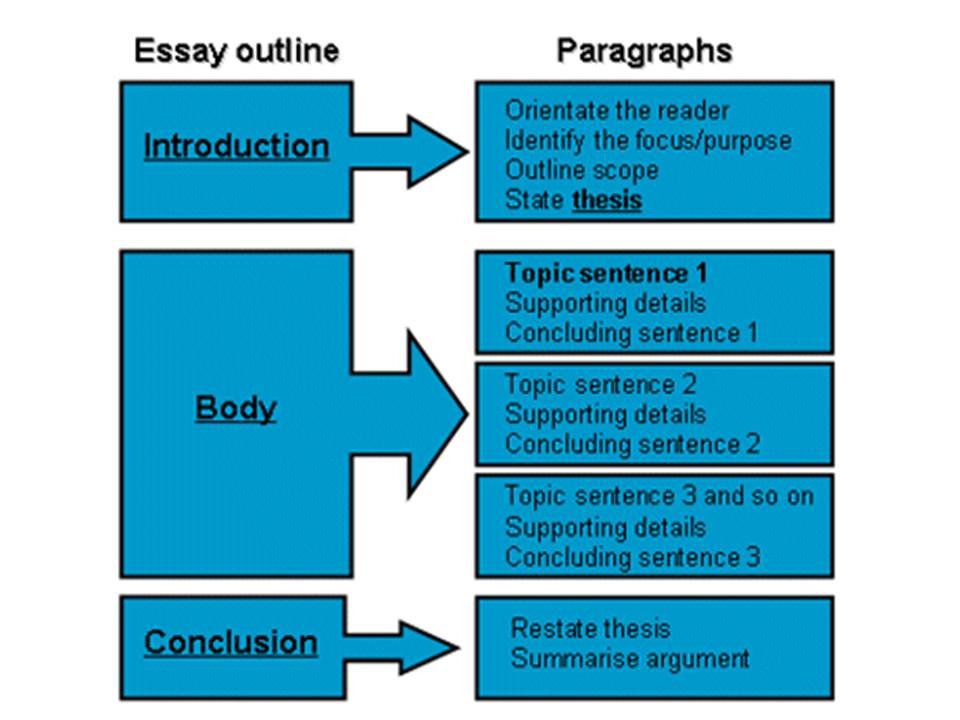 Essay outline
Paragraphs
Introduction
Orientate the reader
Identify the focus/purpose
Outline scope
State thesis
Body
Topic sentence 1
Supporting details
Concluding sentence 1
Topic sentence 2
Supporting details
Concluding sentence 2
Topic sentence 3 and so on
Supporting details
Concluding sentence 3
Conclusion
Restate thesis
Summarise argument